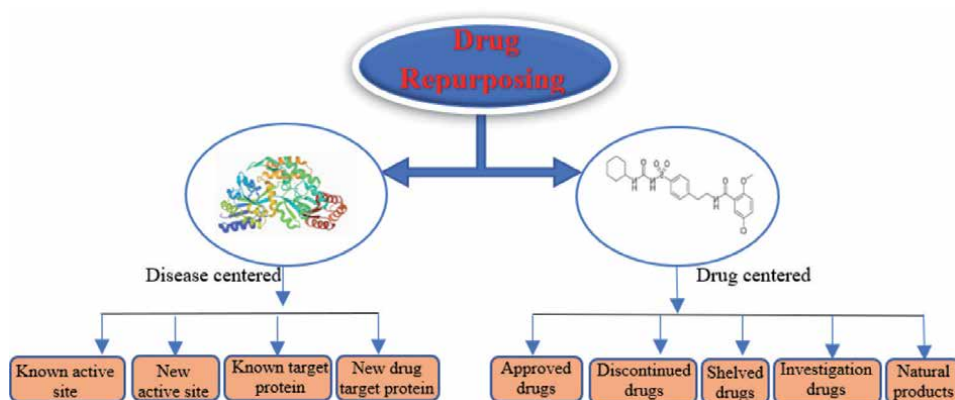 Drug
Repurposing
O
O O
O
N
H
N
H
S
N
H
Cl
Disease centered
Drug centered
Known active
site
New
active site
Known target
protein
New drug
target protein
Approved
drugs
Discontinued
drugs
Shelved
drugs
Investigation
drugs
Natural
products